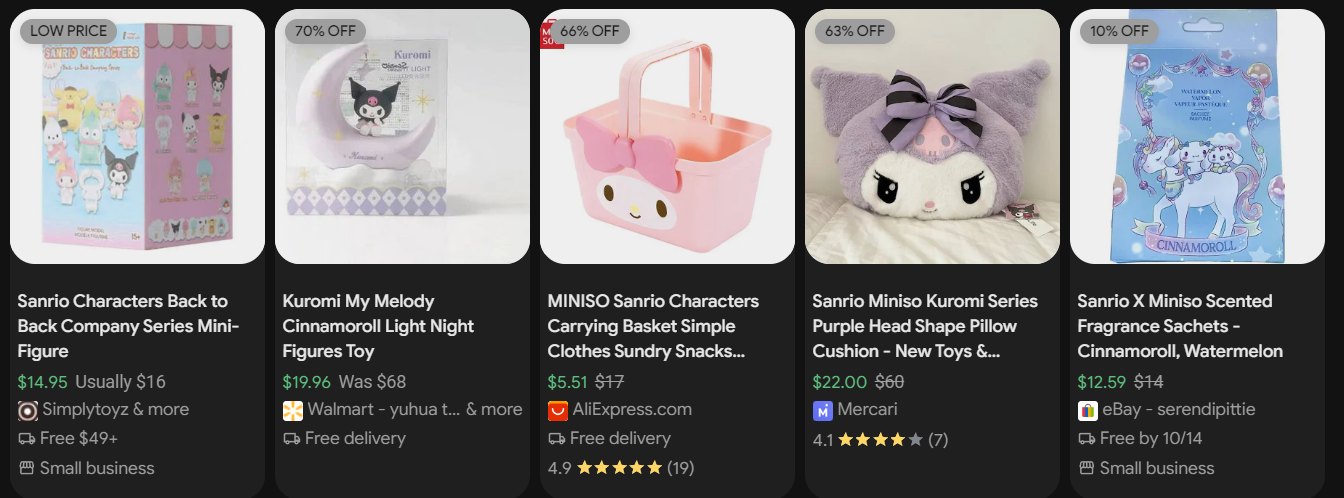 LOW PRICE
SANRIO CHARACTERS
15+
Sanrio Characters Back to
Back Company Series Mini-
Figure
$14.95 Usually $16
Simplytoyz & more
Free $49+
Small business
70% OFF
Kuromi
LIGHT
Kuromi
Kuromi My Melody
Cinnamoroll Light Night
Figures Toy
$19.96 Was $68
Walmart - yuhua t... & more
Free delivery
66% OFF
MINISO Sanrio Characters
Carrying Basket Simple
Clothes Sundry Snacks...
$5.51 $17
AliExpress.com
Free delivery
4.9 (19)
63% OFF
Sanrio Miniso Kuromi Series
Purple Head Shape Pillow
Cushion - New Toys &...
$22.00 $60
Mercari
4.1 (7)
10% OFF
WATERMELON
VAPOR
CINNAMOROLL
Sanrio X Miniso Scented
Fragrance Sachets -
Cinnamoroll, Watermelon
$12.59 $14
eBay - serendipittie
Free by 10/14
Small business